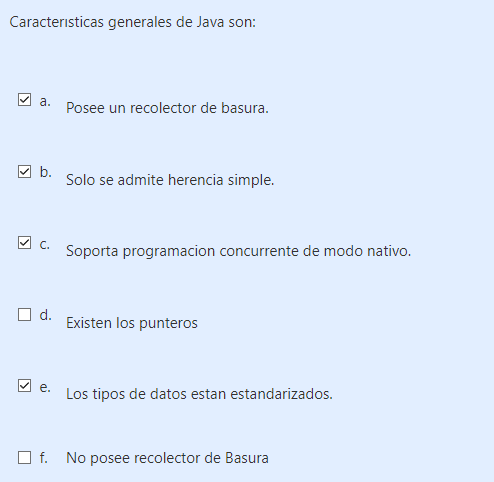 Caracterısticas generales de Java son:
a. Posee un recolector de basura.
b. Solo se admite herencia simple.
c. Soporta programacion concurrente de modo nativo.
d. Existen los punteros
e. Los tipos de datos estan estandarizados.
f. No posee recolector de Basura